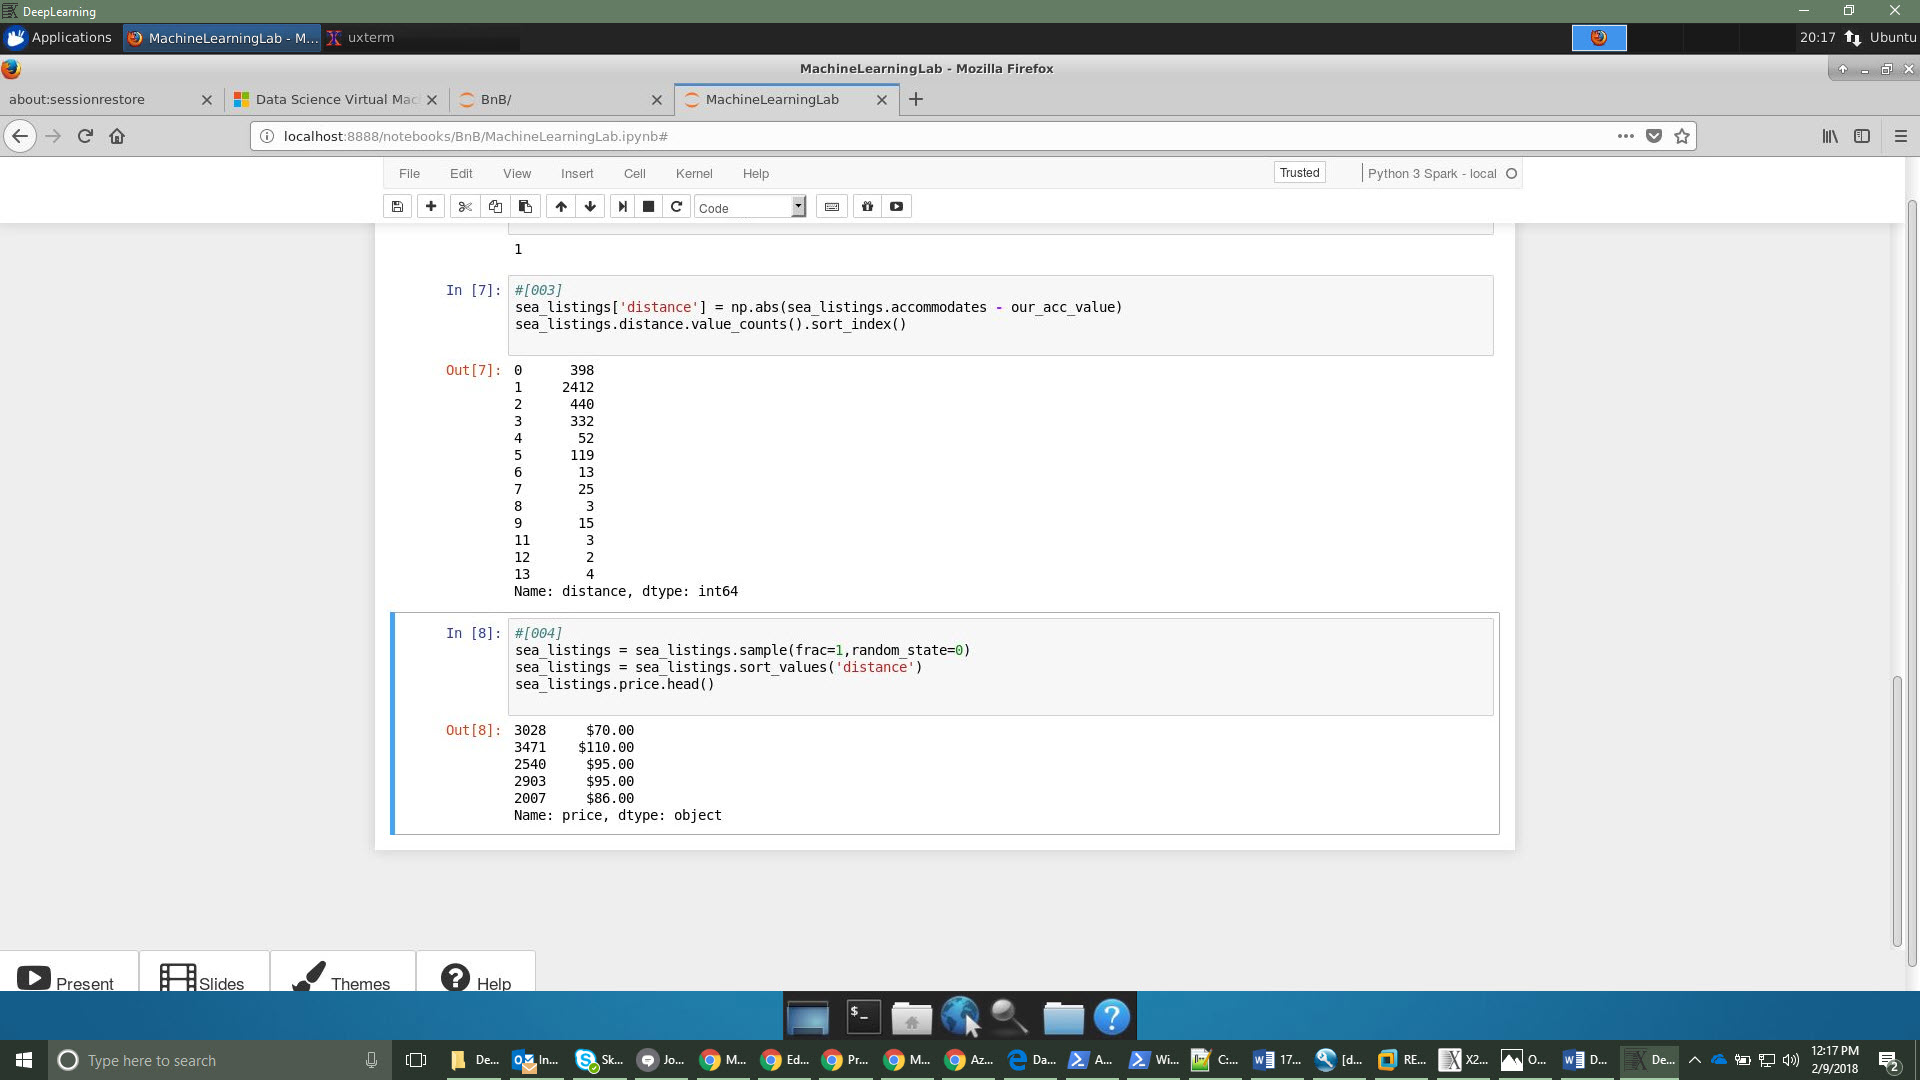 DeepLearning
Applications
MachineLearningLab - M...
uxterm
20:17
Ubuntu
MachineLearningLab - Mozilla Firefox
about:sessionrestore
Data Science Virtual Mac
BnB/
MachineLearningLab
localhost:8888/notebooks/BnB/MachineLearningLab.ipynb#
File Edit View Insert Cell Kernel Help
Trusted
Python 3 Spark - local
Code
1
In [7]: #[003]
sea_listings['distance'] = np.abs(sea_listings.accommodates - our_acc_value)
sea_listings.distance.value_counts().sort_index()
Out[7]: 0 398
1 2412
2 440
3 332
4 52
5 119
6 13
7 25
8 3
9 15
11 3
12 2
13 4
Name: distance, dtype: int64
In [8]: #[004]
sea_listings = sea_listings.sample(frac=1,random_state=0)
sea_listings = sea_listings.sort_values('distance')
sea_listings.price.head()
Out[8]: 3028 $70.00
3471 $110.00
2540 $95.00
2903 $95.00
2007 $86.00
Name: price, dtype: object
Present
Slides
Themes
Help
$_
Type here to search
De...
In...
Sk...
Jo...
M...
Ed...
Pr...
M...
Az...
Da...
A...
Wi...
C:...
17...
[d...
RE...
X2...
O...
D...
De...
12:17 PM
2/9/2018
2